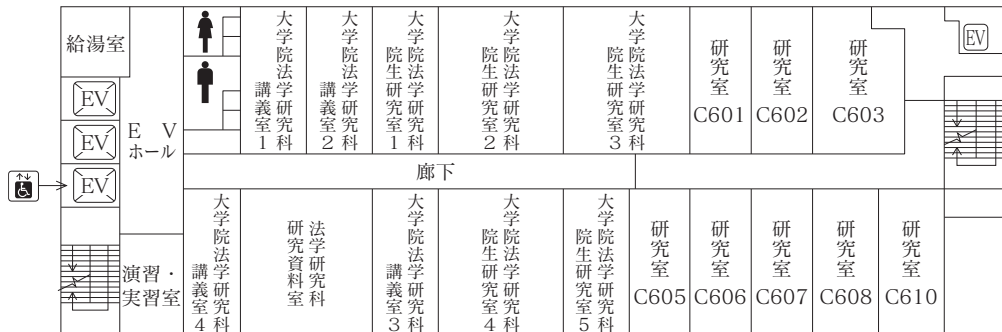 給湯室
EV
EV
EV
E V
ホール
演習・
実習室
大学院法学研究科
講義室1
大学院法学研究科
講義室2
大学院法学研究科
院生研究室1
大学院法学研究科
院生研究室2
大学院法学研究科
院生研究室3
研究室
C601
研究室
C602
研究室
C603
EV
廊下
大学院法学研究科
講義室4
法学研究科
研究資料室
大学院法学研究科
講義室3
大学院法学研究科
院生研究室4
大学院法学研究科
院生研究室5
研究室
C605
研究室
C606
研究室
C607
研究室
C608
研究室
C610